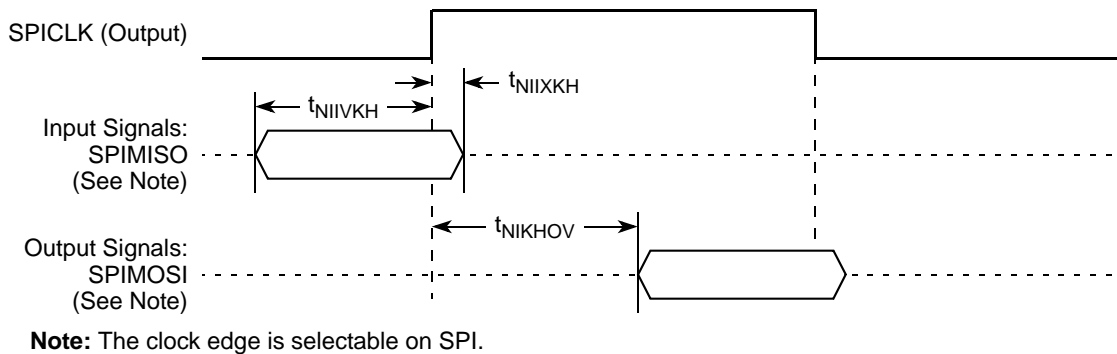 SPICLK (Output)
tNIIXKH
tNIIVKH
Input Signals:
SPIMISO
(See Note)
tNIKHOV
Output Signals:
SPIMOSI
(See Note)
Note: The clock edge is selectable on SPI.